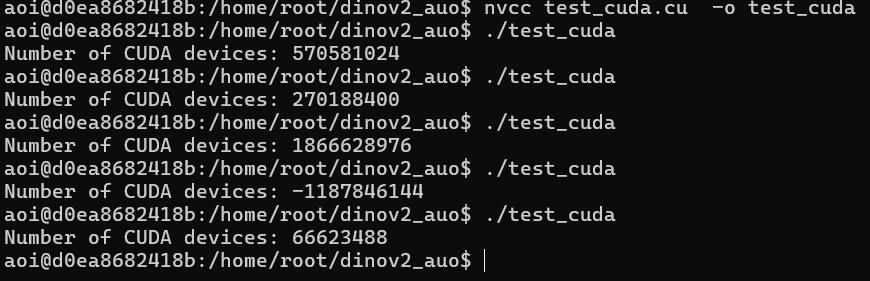 aoi@d0ea8682418b:/home/root/dinov2_auo$ nvcc test_cuda.cu  -o test_cuda
aoi@d0ea8682418b:/home/root/dinov2_auo$ ./test_cuda
Number of CUDA devices: 570581024
aoi@d0ea8682418b:/home/root/dinov2_auo$ ./test_cuda
Number of CUDA devices: 270188400
aoi@d0ea8682418b:/home/root/dinov2_auo$ ./test_cuda
Number of CUDA devices: 1866628976
aoi@d0ea8682418b:/home/root/dinov2_auo$ ./test_cuda
Number of CUDA devices: -1187846144
aoi@d0ea8682418b:/home/root/dinov2_auo$ ./test_cuda
Number of CUDA devices: 66623488
aoi@d0ea8682418b:/home/root/dinov2_auo$